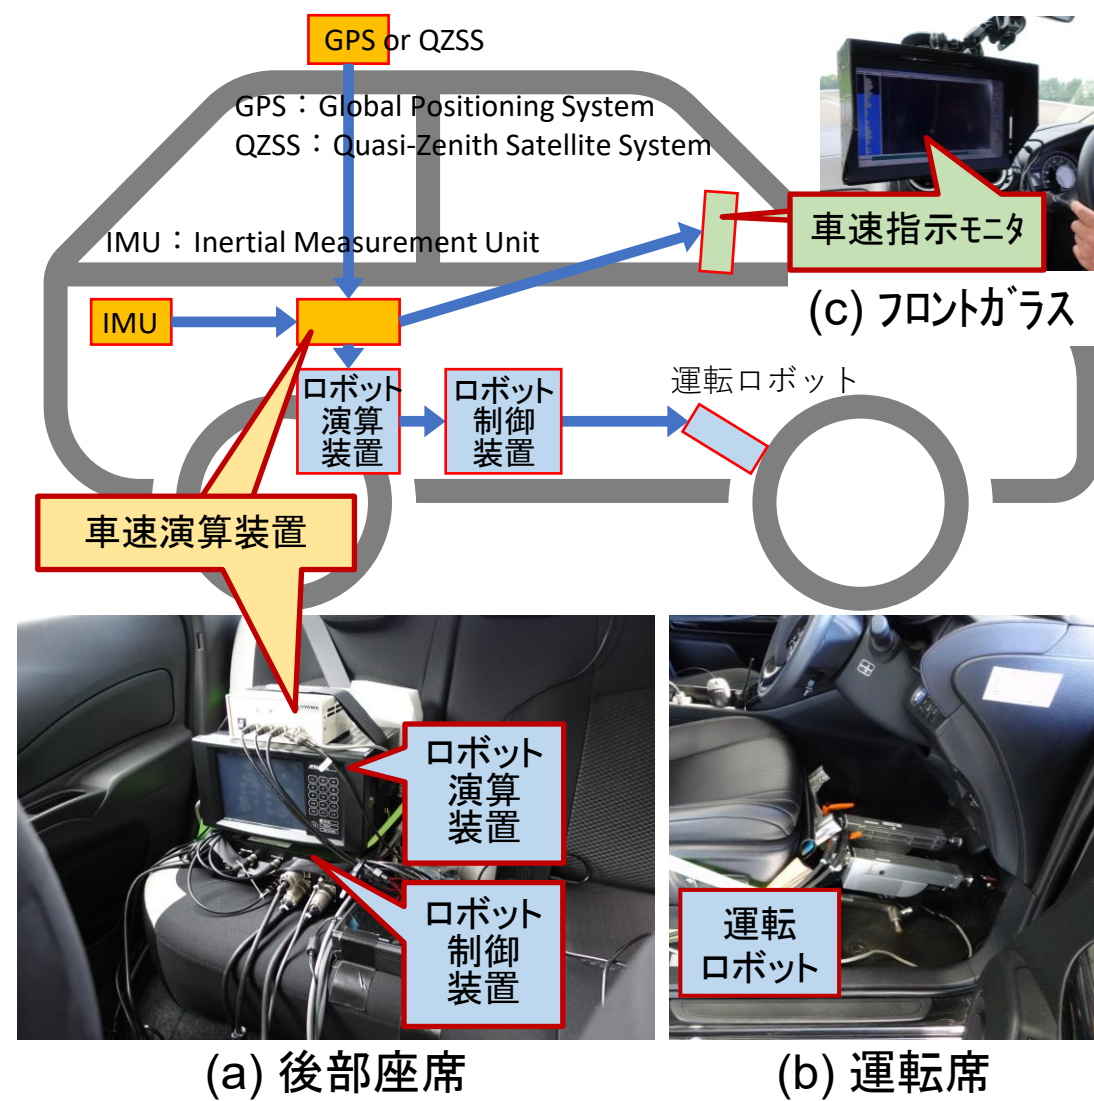 GPS or QZSS
GPS：Global Positioning System
QZSS：Quasi-Zenith Satellite System
IMU：Inertial Measurement Unit
車速指示モニタ
(c) フロントガラス
IMU
ロボット
演算
装置
ロボット
制御
装置
運転ロボット
車速演算装置
ロボット
演算
装置
ロボット
制御
装置
運転
ロボット
(a) 後部座席
(b) 運転席